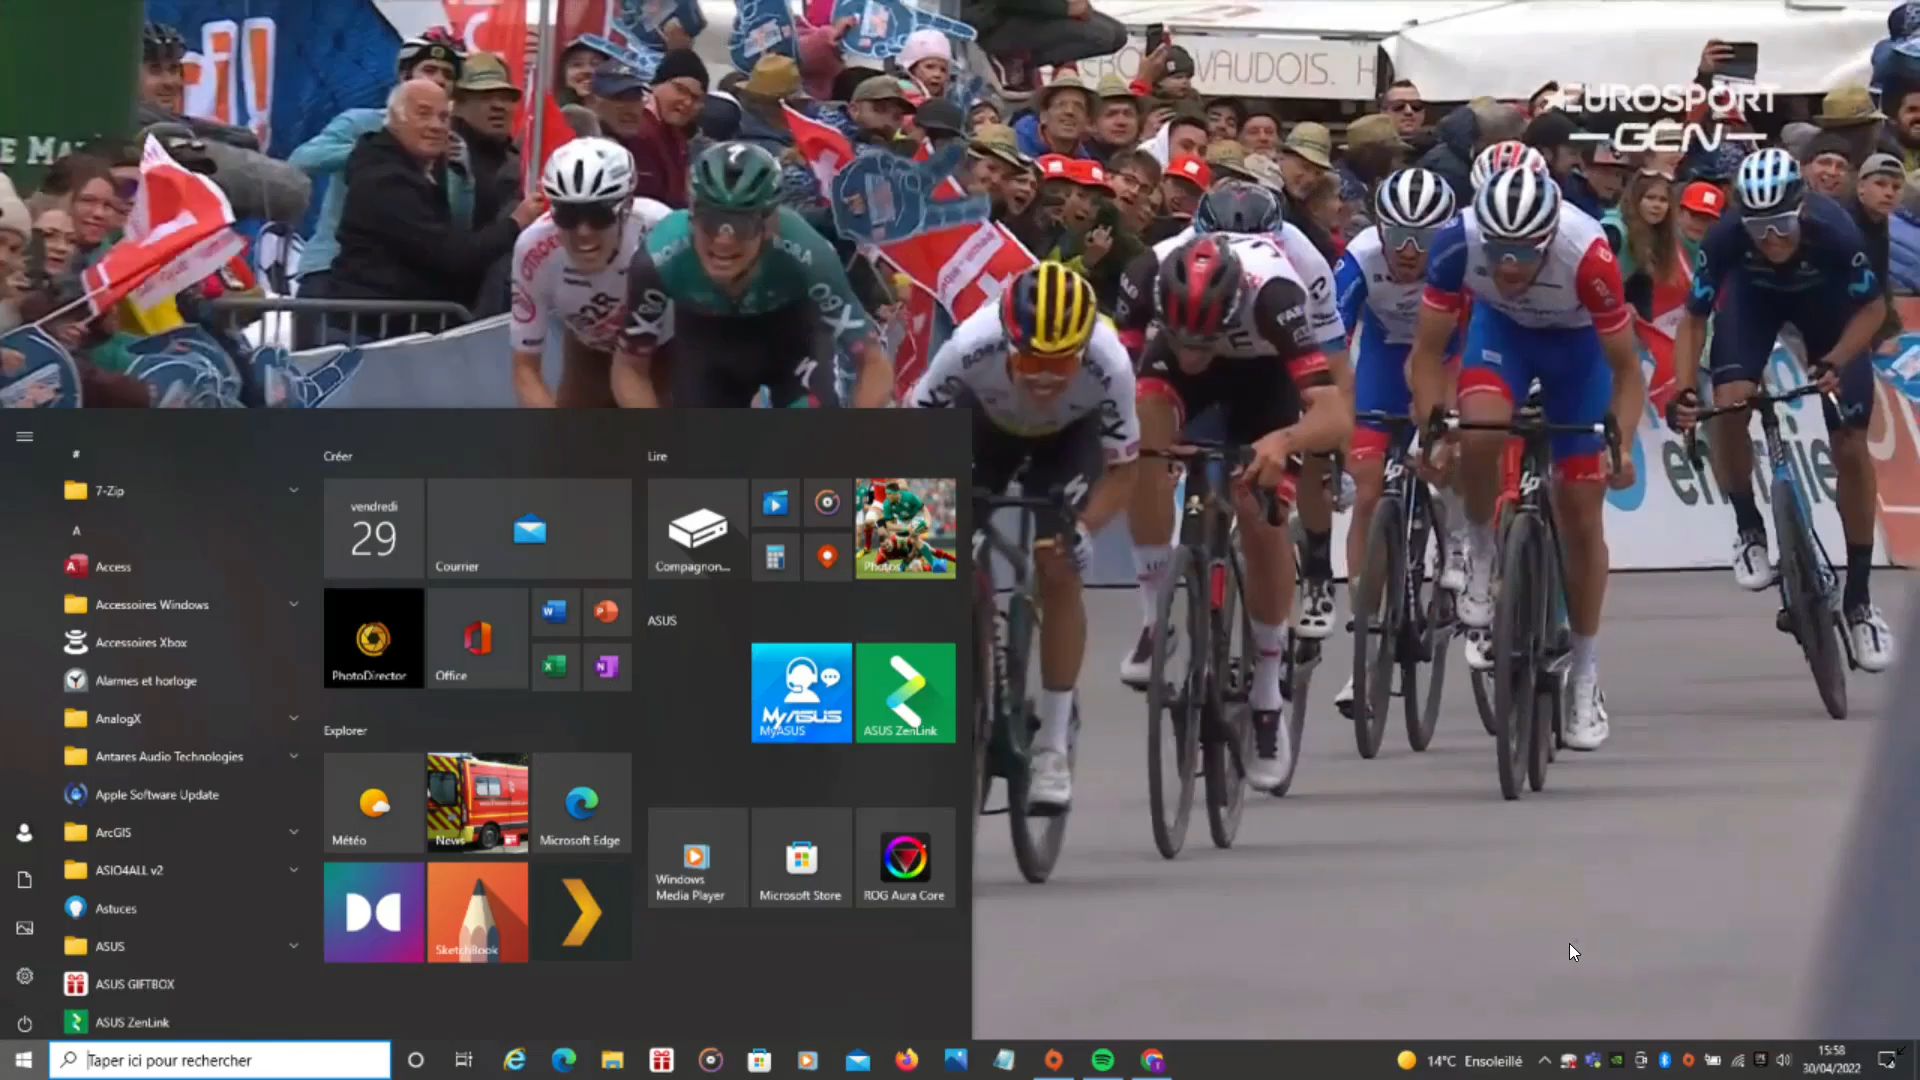 EUROSPORT
GCN
VAUDOIS. H
BORA
#
7-Zip
A
Access
Accessoires Windows
Accessoires Xbox
Alarmes et horloge
AnalogX
Antares Audio Technologies
Apple Software Update
ArcGIS
ASIO4ALL v2
Astuces
ASUS
ASUS GIFTBOX
ASUS ZenLink
Créer
vendredi
29
Courrier
PhotoDirector
Office
Explorer
Météo
News
Microsoft Edge
SketchBook
Lire
Compagnon...
Photos
ASUS
MyASUS
MyASUS
ASUS ZenLink
Windows
Media Player
Microsoft Store
ROG Aura Core
Taper ici pour rechercher
14°C Ensoleillé
15:58
30/04/2022